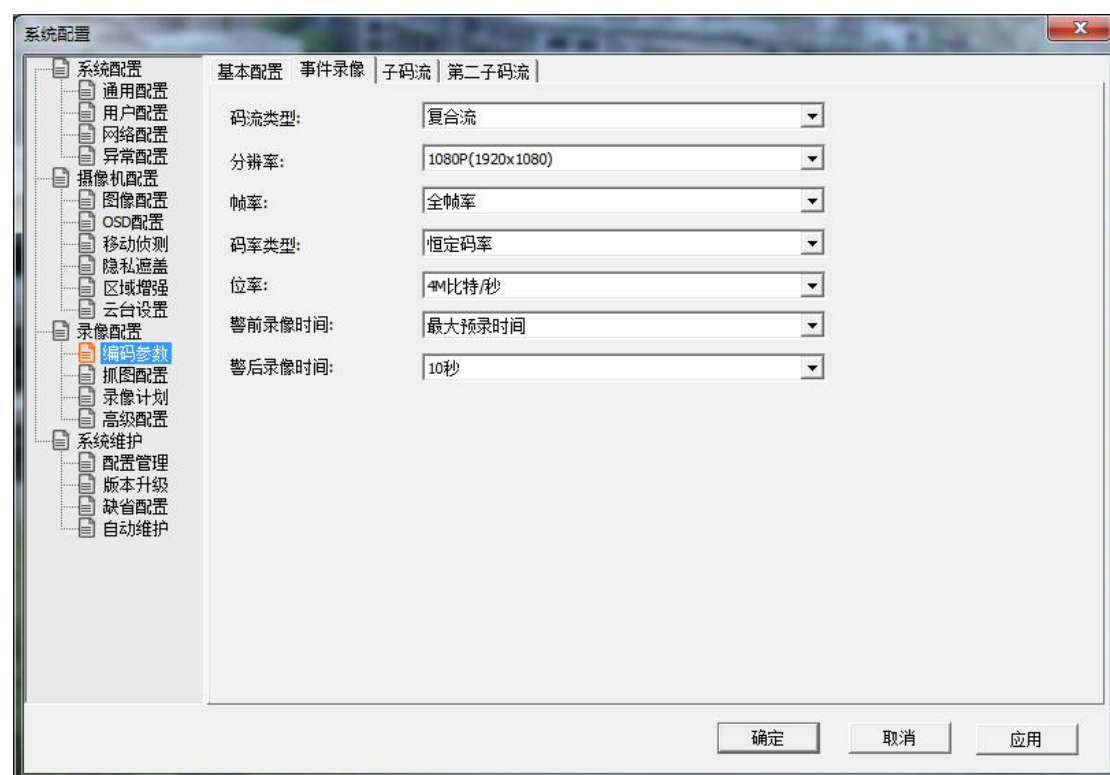 系统配置
系统配置
通用配置
用户配置
网络配置
异常配置
摄像机配置
图像配置
OSD配置
移动侦测
隐私遮盖
区域增强
云台设置
录像配置
编码参数
抓图配置
录像计划
高级配置
系统维护
配置管理
版本升级
缺省配置
自动维护
基本配置 事件录像 子码流 第二子码流
码流类型: 复合流
分辨率: 1080P(1920x1080)
帧率: 全帧率
码率类型: 恒定码率
位率: 4M比特/秒
警前录像时间: 最大预录时间
警后录像时间: 10秒
确定 取消 应用